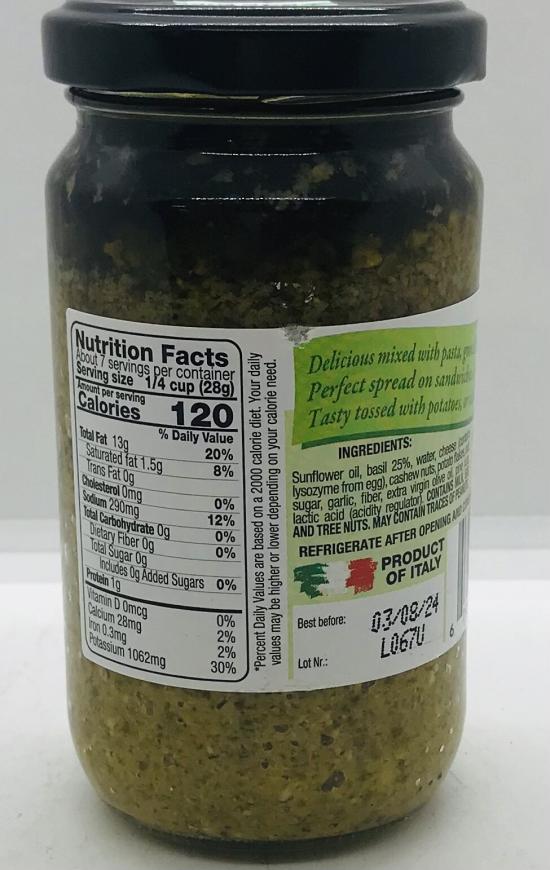 Nutrition Facts
About 7 servings per container
Serving size 1/4 cup (28g)
Amount per serving
Calories 120
% Daily Value
Total Fat 13g 20%
Saturated fat 1.5g 8%
Trans Fat 0g
Cholesterol 0mg 0%
Sodium 290mg 12%
Total Carbohydrate 0g 0%
Dietary Fiber 0g 0%
Total Sugar 0g
Includes 0g Added Sugars 0%
Protein 1g
Vitamin D 0mcg 0%
Calcium 28mg 2%
Iron 0.3mg 2%
Potassium 1062mg 30%
*Percent Daily Values are based on a 2000 calorie diet. Your daily
values may be higher or lower depending on your calorie need.
Delicious mixed with pasta,
Perfect spread on
Tasty tossed with potatoes,
INGREDIENTS:
Sunflower oil, basil 25%, water, cheese
lysozyme from egg), cashew nuts, potato
sugar, garlic, fiber, extra virgin olive oil,
lactic acid (acidity regulator). CONTAINS
AND TREE NUTS. MAY CONTAIN TRACES OF
REFRIGERATE AFTER OPENING AND
PRODUCT
OF ITALY
Best before: 03/08/24
L067U
Lot Nr.:
6